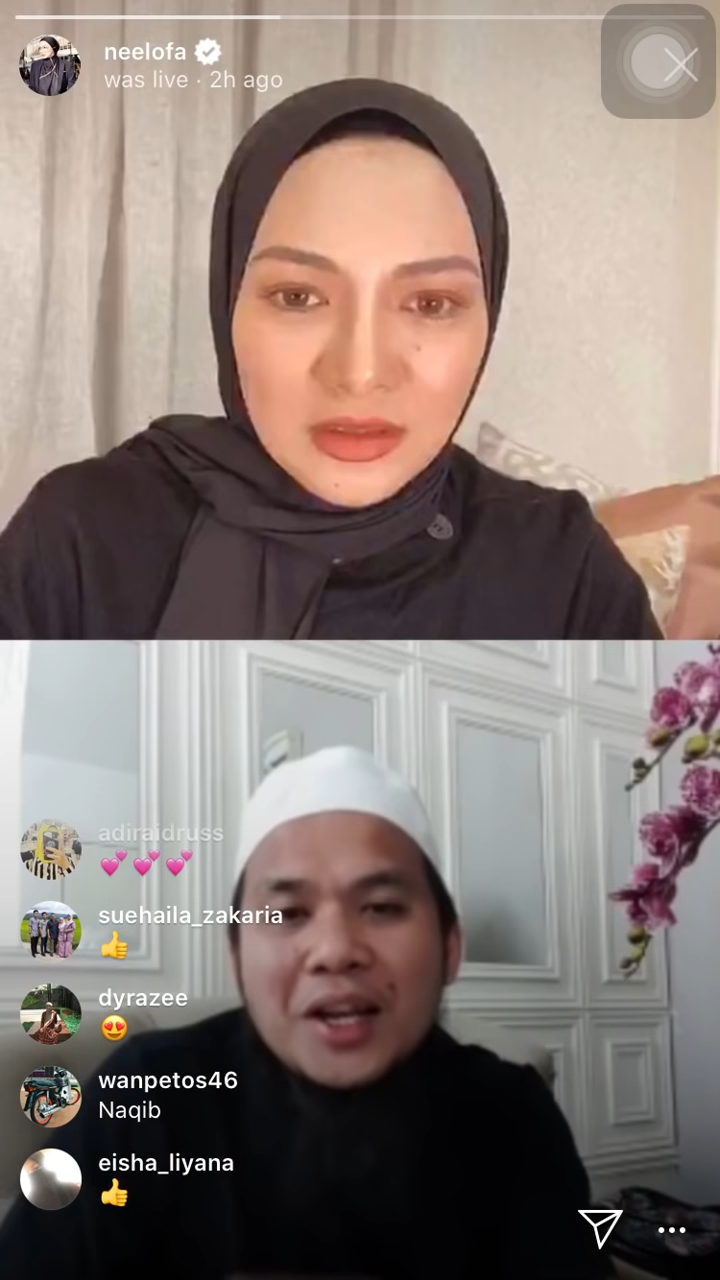 neelofa
was live · 2h ago
adiraidruss
💕💕💕
suehaila_zakaria
👍
dyrazee
😍
wanpetos46
Naqib
eisha_liyana
👍